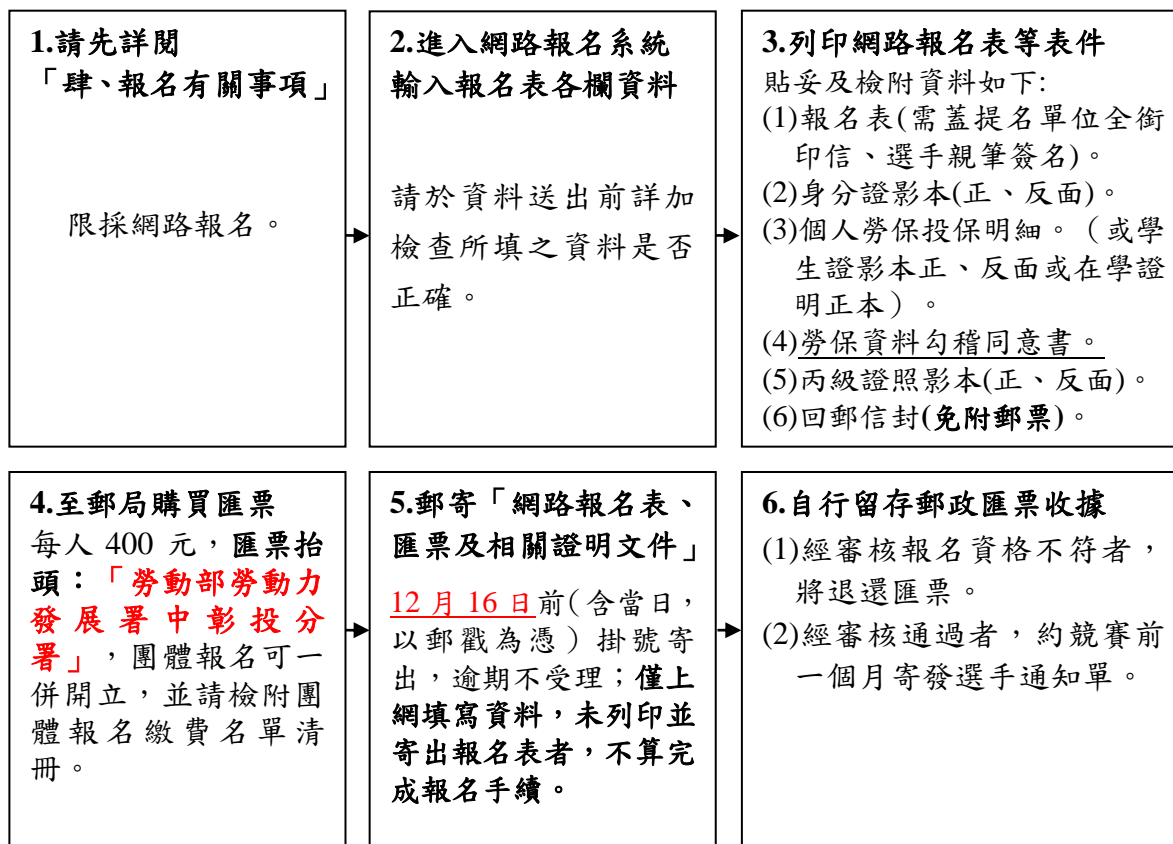 1.請先詳閱
「肆、報名有關事項」
限採網路報名。
2.進入網路報名系統
輸入報名表各欄資料
請於資料送出前詳加
檢查所填之資料是否
正確。
3.列印網路報名表等表件
貼妥及檢附資料如下:
(1)報名表(需蓋提名單位全銜
印信、選手親筆簽名)。
(2)身分證影本(正、反面)。
(3)個人勞保投保明細。（或學
生證影本正、反面或在學證
明正本）。
(4)勞保資料勾稽同意書。
(5)丙級證照影本(正、反面)。
(6)回郵信封(免附郵票)。
4.至郵局購買匯票
每人 400 元，匯票抬
頭：「勞動部勞動力
發展署中彰投分
署」，團體報名可一
併開立，並請檢附團
體報名繳費名單清
冊。
5.郵寄「網路報名表、
匯票及相關證明文件」
12 月 16 日前(含當日，
以郵戳為憑）掛號寄
出，逾期不受理；僅上
網填寫資料，未列印並
寄出報名表者，不算完
成報名手續。
6.自行留存郵政匯票收據
(1)經審核報名資格不符者，
將退還匯票。
(2)經審核通過者，約競賽前
一個月寄發選手通知單。